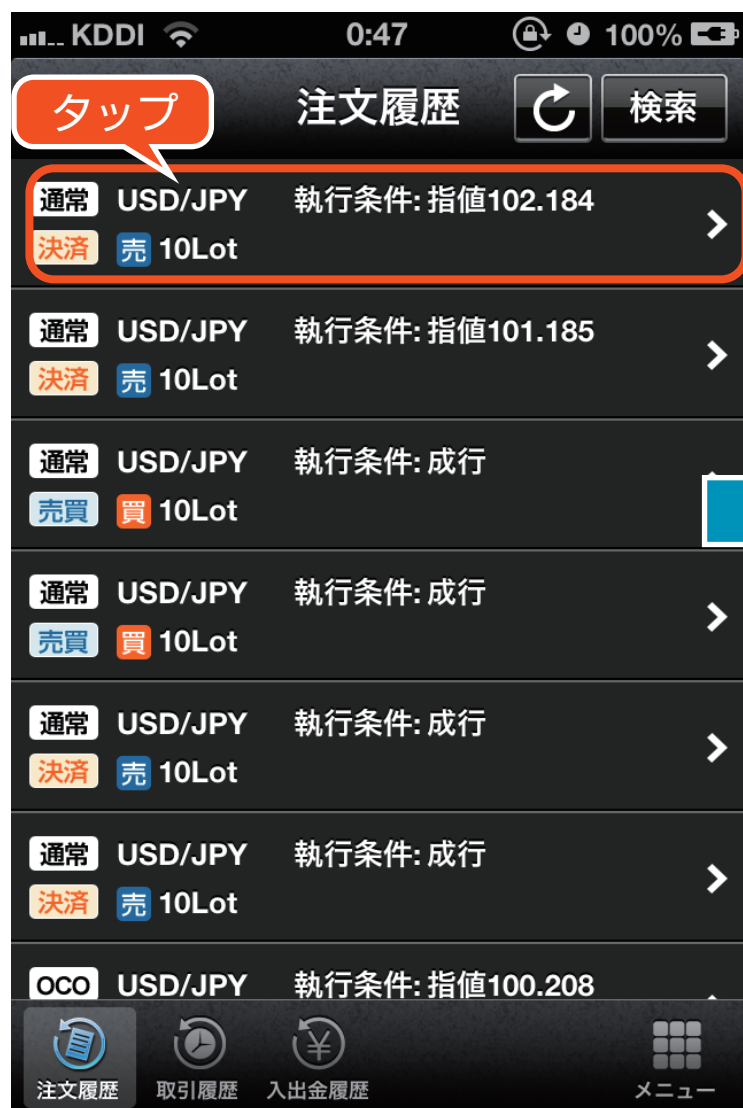 KDDI 0:47 100%
タップ
注文履歴 検索
通常 USD/JPY 執行条件: 指値102.184
決済 売 10Lot
通常 USD/JPY 執行条件: 指値101.185
決済 売 10Lot
通常 USD/JPY 執行条件: 成行
売買 買 10Lot
通常 USD/JPY 執行条件: 成行
売買 買 10Lot
通常 USD/JPY 執行条件: 成行
決済 売 10Lot
通常 USD/JPY 執行条件: 成行
決済 売 10Lot
OCO USD/JPY 執行条件: 指値100.208
注文履歴 取引履歴 入出金履歴 メニュー